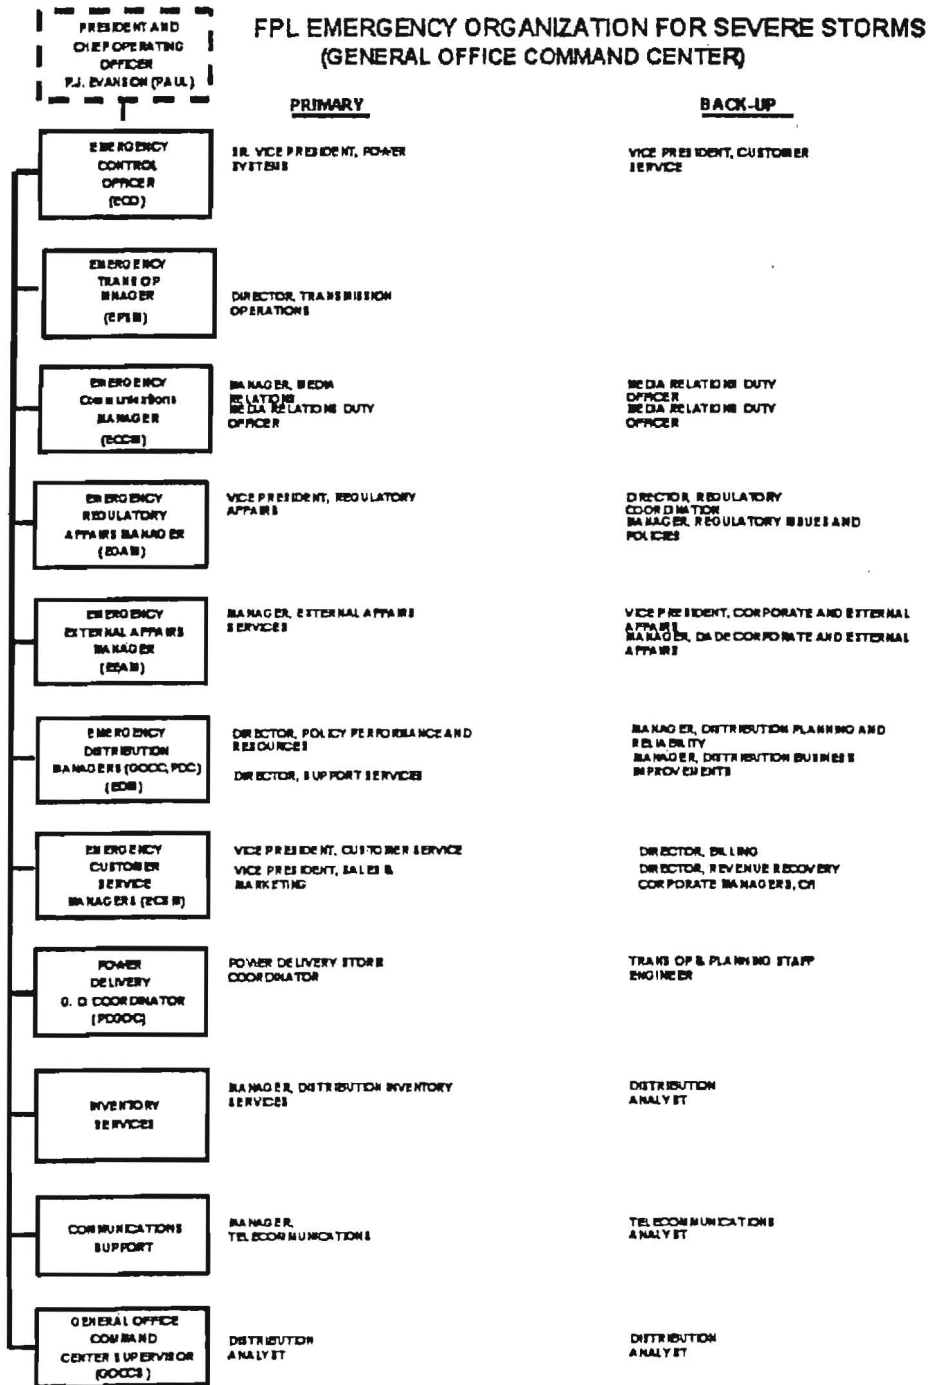 PRESIDENT AND
CHIEF OPERATING
OFFICER
P.J. EVANSON (PAUL)
FPL EMERGENCY ORGANIZATION FOR SEVERE STORMS
(GENERAL OFFICE COMMAND CENTER)
PRIMARY
BACK-UP
EMERGENCY
CONTROL
OFFICER
(ECO)
SR. VICE PRESIDENT, POWER
SYSTEMS
VICE PRESIDENT, CUSTOMER
SERVICE
EMERGENCY
TRANS OP
MNAGER
(EPSM)
DIRECTOR, TRANSMISSION
OPERATIONS
EMERGENCY
Communications
MANAGER
(ECCM)
MANAGER, MEDIA
RELATIONS
MEDIA RELATIONS DUTY
OFFICER
MEDIA RELATIONS DUTY
OFFICER
MEDIA RELATIONS DUTY
OFFICER
EMERGENCY
REGULATORY
AFFAIRS MANAGER
VICE PRESIDENT, REGULATORY
AFFAIRS
DIRECTOR, REGULATORY
COORDINATION
MANAGER, REGULATORY ISSUES AND
POLICIES
EMERGENCY
EXTERNAL AFFAIRS
MANAGER
(EEAM)
MANAGER, EXTERNAL AFFAIRS
SERVICES
VICE PRESIDENT, CORPORATE AND EXTERNAL
AFFAIRS
MANAGER, DADE CORPORATE AND EXTERNAL
AFFAIRS
EMERGENCY
DISTRIBUTION
MANAGERS (GOCC, PDC)
(EDM)
DIRECTOR, POLICY PERFORMANCE AND
RESOURCES
DIRECTOR, SUPPORT SERVICES
MANAGER, DISTRIBUTION PLANNING AND
RELIABILITY
MANAGER, DISTRIBUTION BUSINESS
IMPROVEMENTS
EMERGENCY
CUSTOMER
SERVICE
MANAGERS (ECSM)
VICE PRESIDENT, CUSTOMER SERVICE
VICE PRESIDENT, SALES &
MARKETING
DIRECTOR, BILLING
DIRECTOR, REVENUE RECOVERY
CORPORATE MANAGERS,
POWER
DELIVERY
G. O COORDINATOR
(PDGOC)
POWER DELIVERY STORM
COORDINATOR
TRANS OP & PLANNING STAFF
ENGINEER
INVENTORY
SERVICES
MANAGER, DISTRIBUTION INVENTORY
SERVICES
DISTRIBUTION
ANALYST
COMMUNICATIONS
SUPPORT
MANAGER,
TELECOMMUNICATIONS
TELECOMMUNICATIONS
ANALYST
GENERAL OFFICE
COMMAND
CENTER SUPERVISOR
(GOCCS)
DISTRIBUTION
ANALYST
DISTRIBUTION
ANALYST